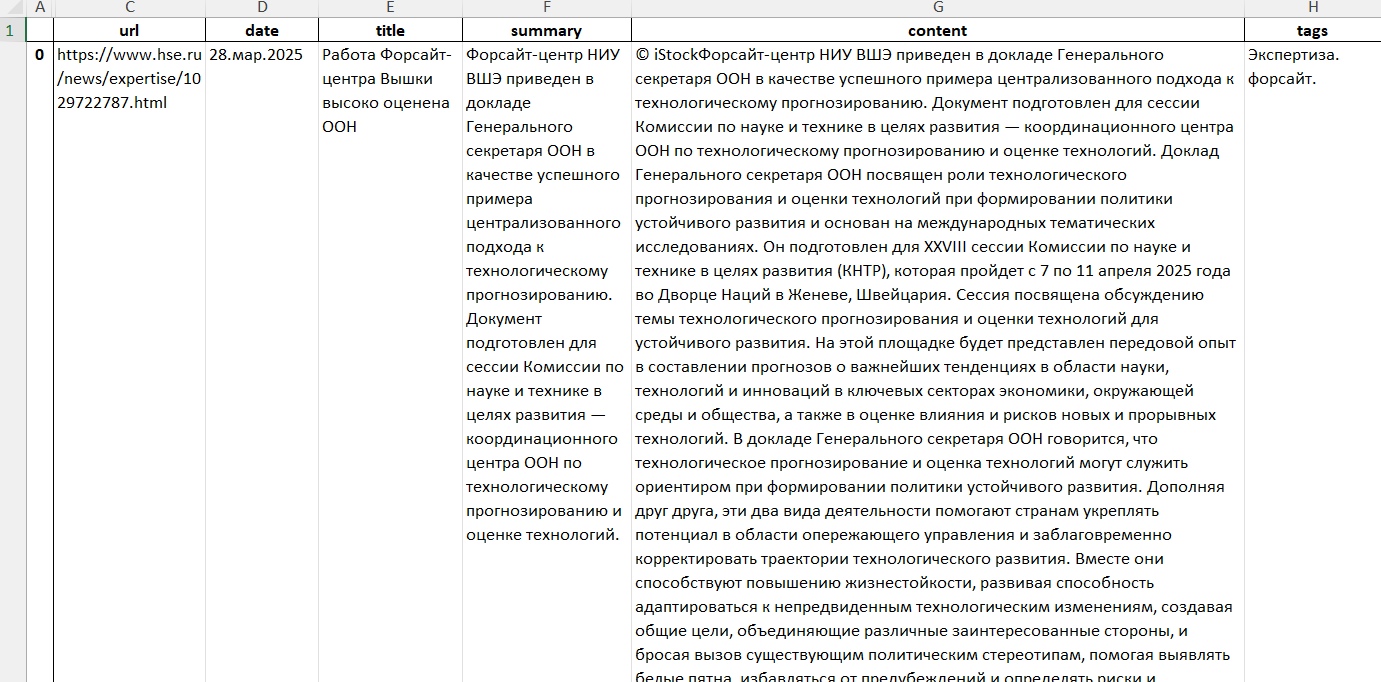 A C D E F G H
1 url date title summary content tags
0 https://www.hse.ru
/news/expertise/10
29722787.html
28.мар.2025
Работа Форсайт-
центра Вышки
высоко оценена
ООН
Форсайт-центр НИУ
ВШЭ приведен в
докладе
Генерального
секретаря ООН в
качестве успешного
примера
централизованного
подхода к
технологическому
прогнозированию.
Документ
подготовлен для
сессии Комиссии по
науке и технике в
целях развития —
координационного
центра ООН по
технологическому
прогнозированию и
оценке технологий.
© iStockФорсайт-центр НИУ ВШЭ приведен в докладе Генерального
секретаря ООН в качестве успешного примера централизованного подхода к
технологическому прогнозированию. Документ подготовлен для сессии
Комиссии по науке и технике в целях развития — координационного центра
ООН по технологическому прогнозированию и оценке технологий. Доклад
Генерального секретаря ООН посвящен роли технологического
прогнозирования и оценки технологий при формировании политики
устойчивого развития и основан на международных тематических
исследованиях. Он подготовлен для XXVIII сессии Комиссии по науке и
технике в целях развития (КНТР), которая пройдет с 7 по 11 апреля 2025 года
во Дворце Наций в Женеве, Швейцария. Сессия посвящена обсуждению
темы технологического прогнозирования и оценки технологий для
устойчивого развития. На этой площадке будет представлен передовой опыт
в составлении прогнозов о важнейших тенденциях в области науки,
технологий и инноваций в ключевых секторах экономики, окружающей
среды и общества, а также в оценке влияния и рисков новых и прорывных
технологий. В докладе Генерального секретаря ООН говорится, что
технологическое прогнозирование и оценка технологий могут служить
ориентиром при формировании политики устойчивого развития. Дополняя
друг друга, эти два вида деятельности помогают странам укреплять
потенциал в области опережающего управления и заблаговременно
корректировать траектории технологического развития. Вместе они
способствуют повышению жизнестойкости, развивая способность
адаптироваться к непредвиденным технологическим изменениям, создавая
общие цели, объединяющие различные заинтересованные стороны, и
бросая вызов существующим политическим стереотипам, помогая выявлять
белые пятна, избавляться от предубеждений и определять риски и
Экспертиза.
форсайт.